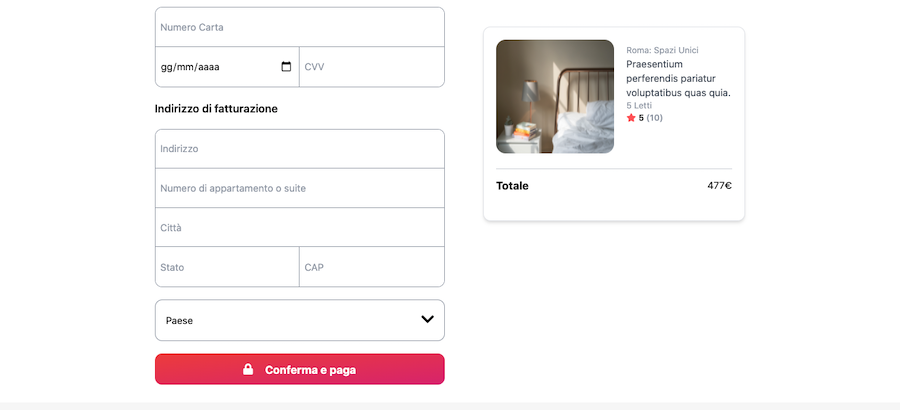 Numero Carta
gg/mm/aaaa
CVV
Indirizzo di fatturazione
Indirizzo
Numero di appartamento o suite
Città
Stato
CAP
Paese
Conferma e paga
Roma: Spazi Unici
Praesentium
perferendis pariatur
voluptatibus quas quia.
5 Letti
5 (10)
Totale
477€